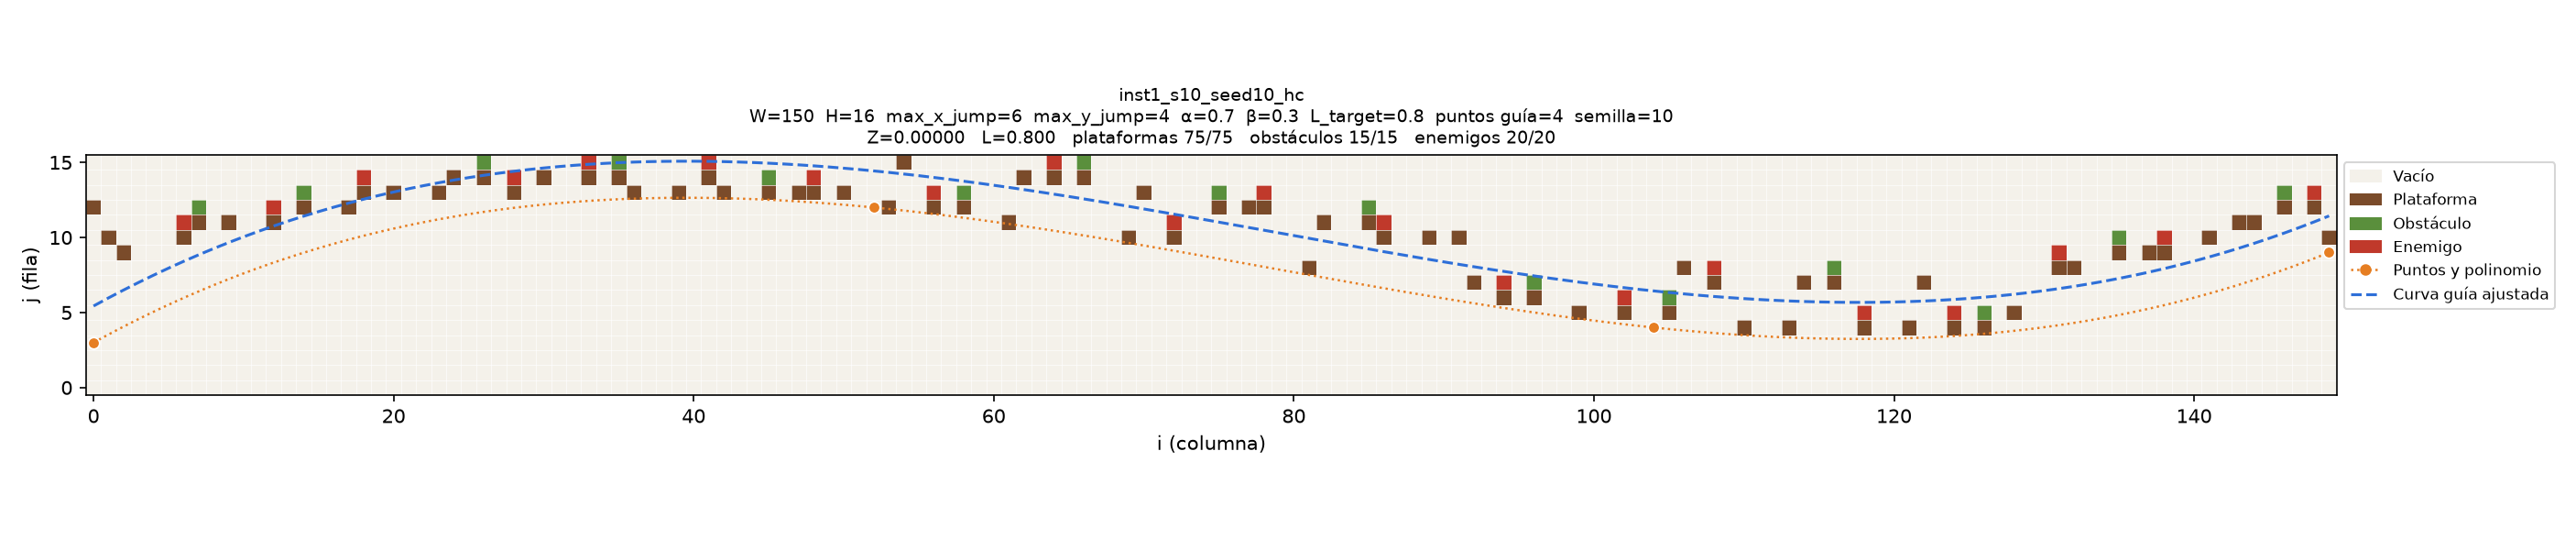 inst1_s10_seed10_hc
W=150 H=16 max_x_jump=6 max_y_jump=4 α=0.7 β=0.3 L_target=0.8 puntos guía=4 semilla=10
Z=0.00000 L=0.800 plataformas 75/75 obstáculos 15/15 enemigos 20/20
15
10
5
0
j (fila)
0 20 40 60 80 100 120 140
i (columna)
Vacío
Plataforma
Obstáculo
Enemigo
Puntos y polinomio
Curva guía ajustada